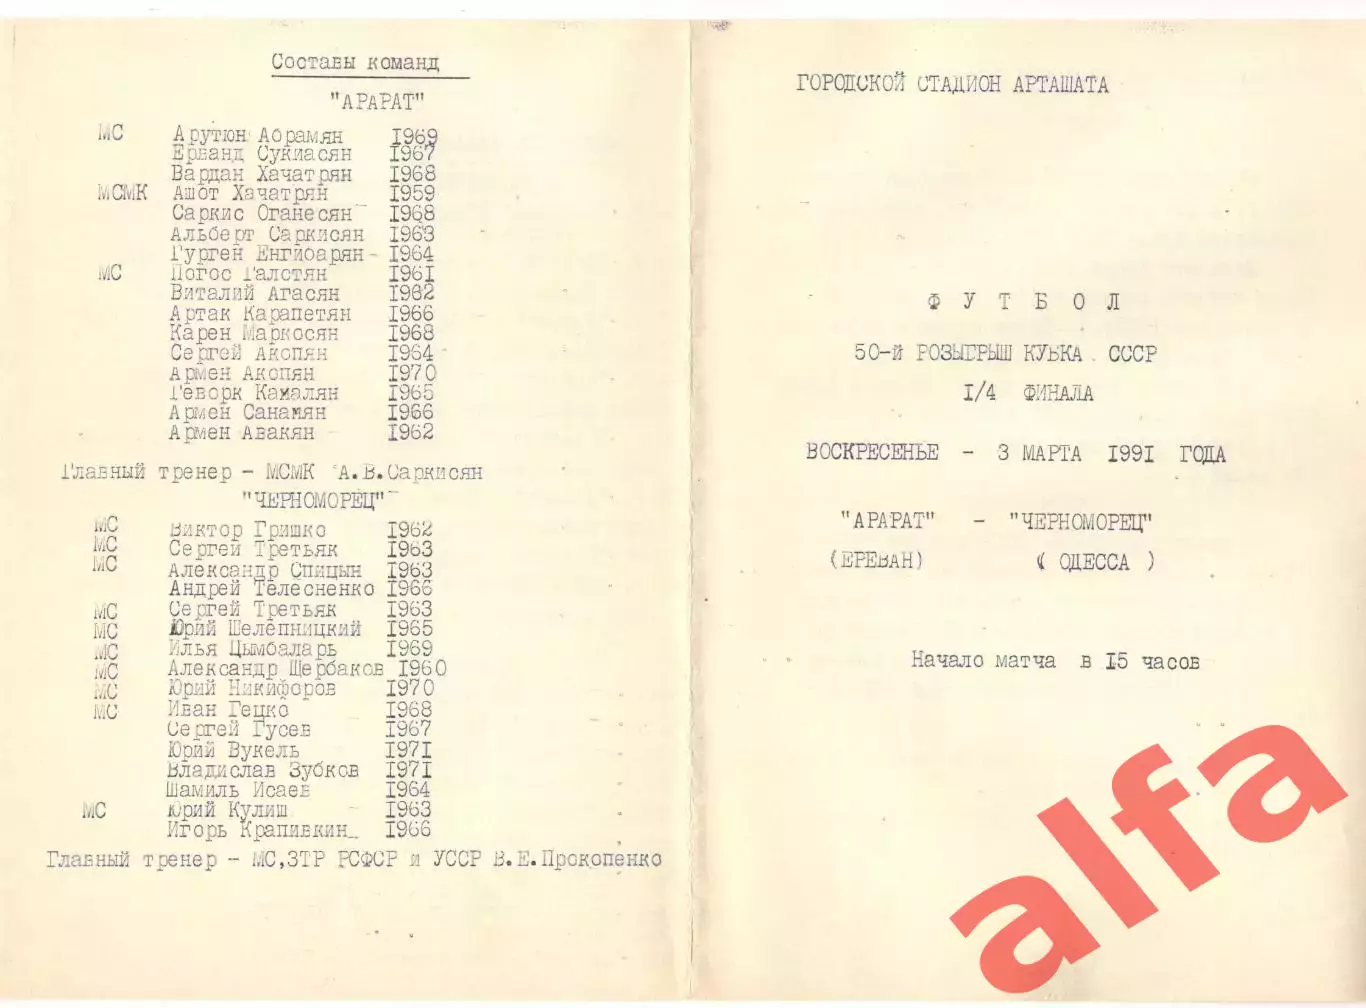 Составы команд
"АРАРАТ"
МС Арутюн Абрамян 1969
Ерванд Сукиасян 1967
Вардан Хачатрян 1968
МСМК Ашот Хачатрян 1959
Саркис Оганесян 1968
Альберт Саркисян 1963
Гурген Енгибарян - 1964
МС Погос Галстян 1961
Виталий Агасян 1962
Артак Карапетян 1966
Карен Маркосян 1968
Сергей Акопян 1964
Армен Акопян 1970
Геворк Камалян 1965
Армен Санамян 1966
Армен Авакян 1962
Главный тренер - МСМК А.В.Саркисян
"ЧЕРНОМОРЕЦ"
МС Виктор Гришко 1962
МС Сергей Третьяк 1963
МС Александр Спицын 1963
Андрей Телесненко 1966
МС Сергей Третьяк 1963
МС Юрий Шелепницкий 1965
МС Илья Цымбаларь 1969
МС Александр Щербаков 1960
МС Юрий Никифоров 1970
МС Иван Гецко 1968
Сергей Гусев 1967
Юрий Вукель 1971
Владислав Зубков 1971
Шамиль Исаев 1964
МС Юрий Кулиш 1963
Игорь Крапивкин 1966
Главный тренер - МС,ЗТР РСФСР и УССР В.Е.Прокопенко
ГОРОДСКОЙ СТАДИОН АРТАШАТА
Ф У Т Б О Л
50-й РОЗЫГРЫШ КУБКА СССР
1/4 ФИНАЛА
ВОСКРЕСЕНЬЕ - 3 МАРТА 1991 ГОДА
"АРАРАТ" - "ЧЕРНОМОРЕЦ"
(ЕРЕВАН) ( ОДЕССА )
Начало матча в 15 часов
alfa